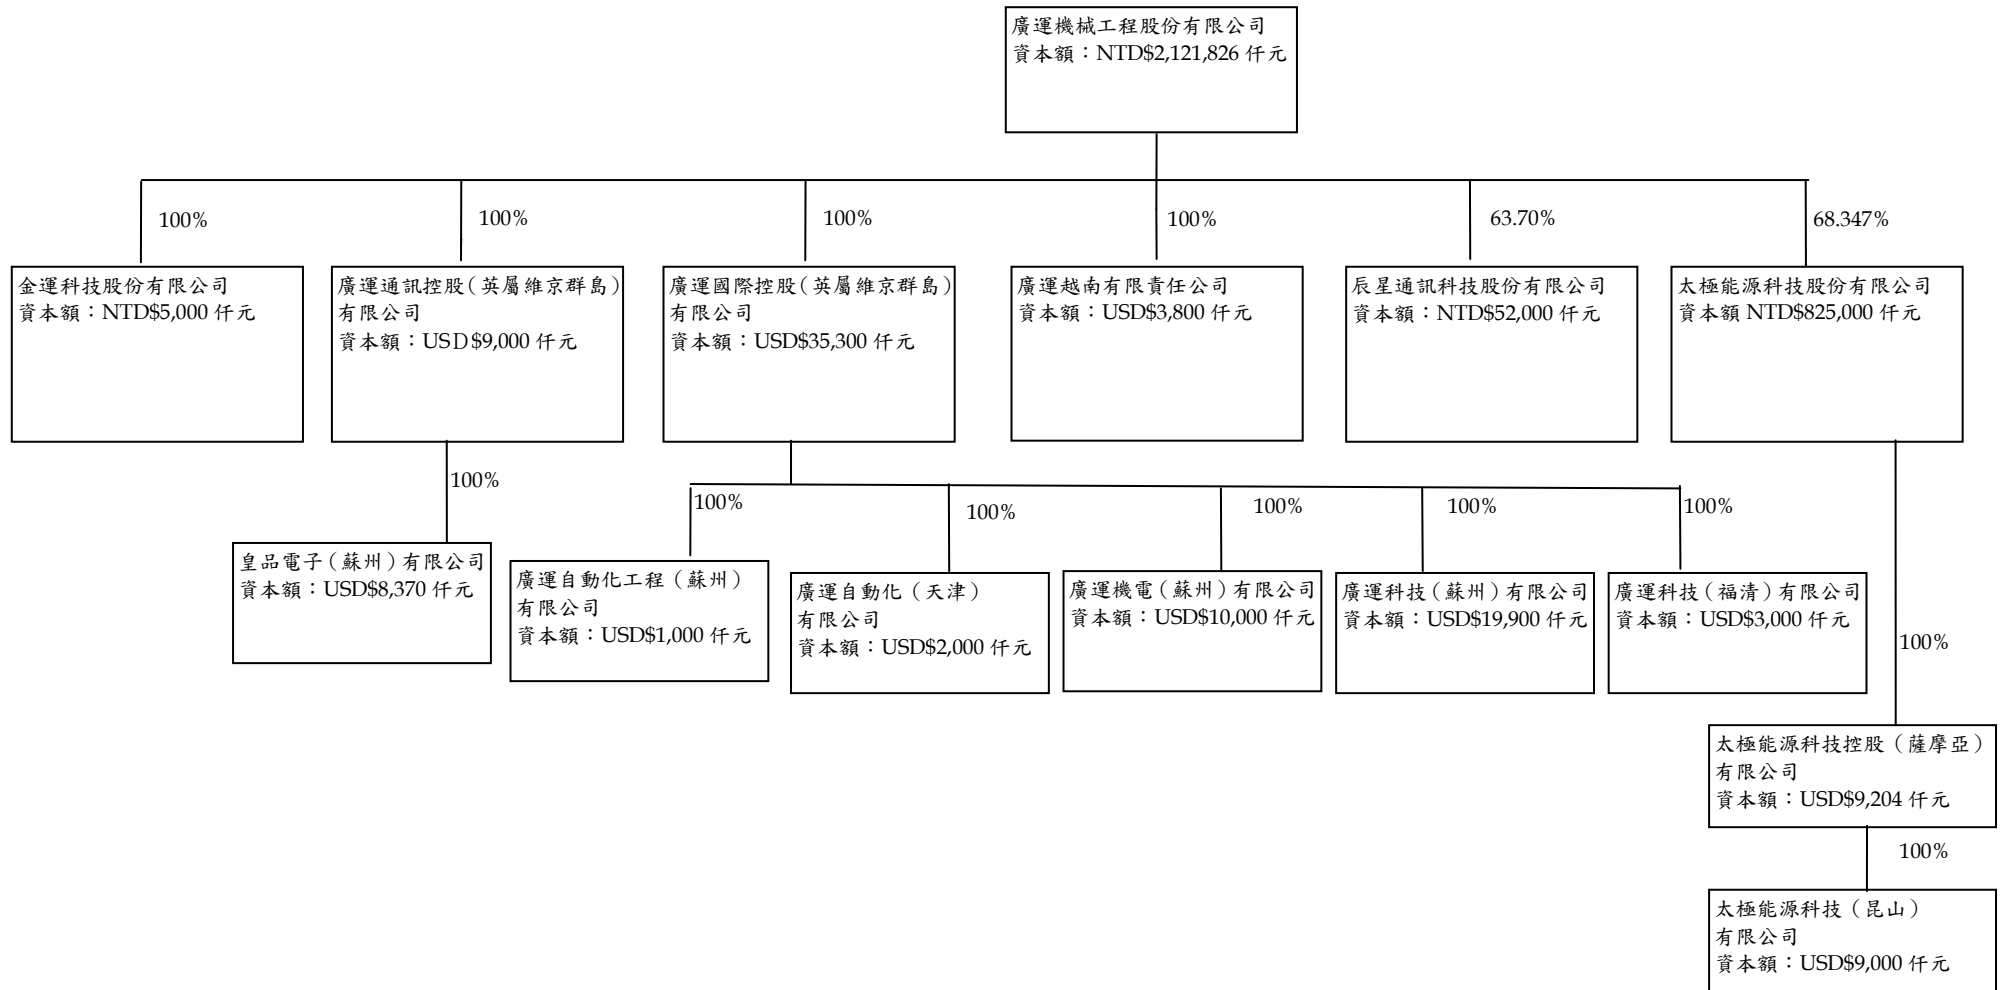 廣運機械工程股份有限公司
資本額：NTD$2,121,826 仟元
100%
100%
100%
100%
63.70%
68.347%
金運科技股份有限公司
資本額：NTD$5,000 仟元
廣運通訊控股（英屬維京群島）
有限公司
資本額：USD$9,000 仟元
廣運國際控股（英屬維京群島）
有限公司
資本額：USD$35,300 仟元
廣運越南有限責任公司
資本額：USD$3,800 仟元
辰星通訊科技股份有限公司
資本額：NTD$52,000 仟元
太極能源科技股份有限公司
資本額 NTD$825,000 仟元
100%
100%
100%
100%
100%
100%
皇品電子（蘇州）有限公司
資本額：USD$8,370 仟元
廣運自動化工程（蘇州）
有限公司
資本額：USD$1,000 仟元
廣運自動化（天津）
有限公司
資本額：USD$2,000 仟元
廣運機電（蘇州）有限公司
資本額：USD$10,000 仟元
廣運科技（蘇州）有限公司
資本額：USD$19,900 仟元
廣運科技（福清）有限公司
資本額：USD$3,000 仟元
100%
太極能源科技控股（薩摩亞）
有限公司
資本額：USD$9,204 仟元
100%
太極能源科技（昆山）
有限公司
資本額：USD$9,000 仟元